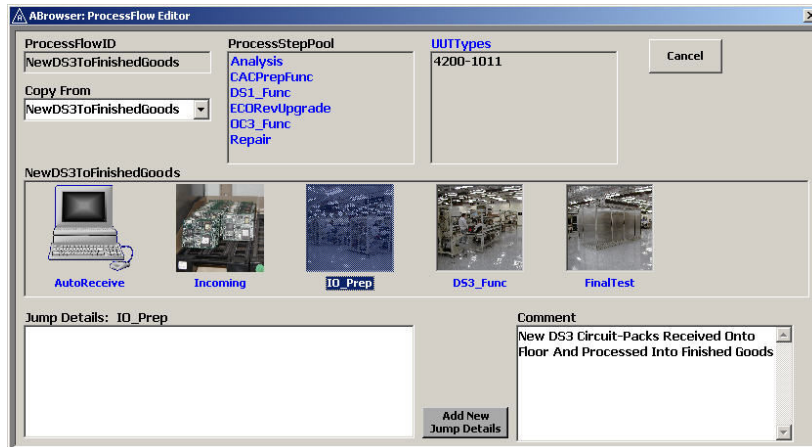 ABrowser: ProcessFlow Editor
ProcessFlowID
NewDS3ToFinishedGoods
Copy From
NewDS3ToFinishedGoods
ProcessStepPool
Analysis
CACPrepFunc
DS1_Func
ECORevUpgrade
OC3_Func
Repair
UUTTypes
4200-1011
Cancel
NewDS3ToFinishedGoods
AutoReceive
Incoming
IO_Prep
DS3_Func
FinalTest
Jump Details: IO_Prep
Add New
Jump Details
Comment
New DS3 Circuit-Packs Received Onto
Floor And Processed Into Finished Goods